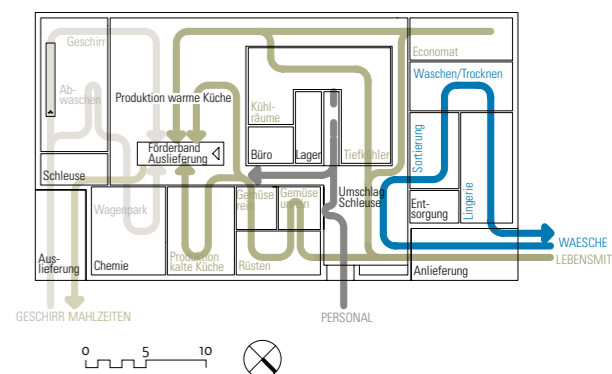 Geschirr
Economat
Ab-
waschen
Waschen/Trocknen
Produktion warme Küche
Kühl-
räume
Förderband
Auslieferung
Büro
Lager
Tiefkühler
Sortierung
Lingerie
Schleuse
Wagenpark
Gemüse
rein
Gemüse
unrein
Umschlag
Schleuse
Ent-
sorgung
Aus-
lieferung
Chemie
Produktion
kalte Küche
Rüsten
Anlieferung
WAESCHE
LEBENSMIT
GESCHIRR MAHLZEITEN
PERSONAL
0 5 10